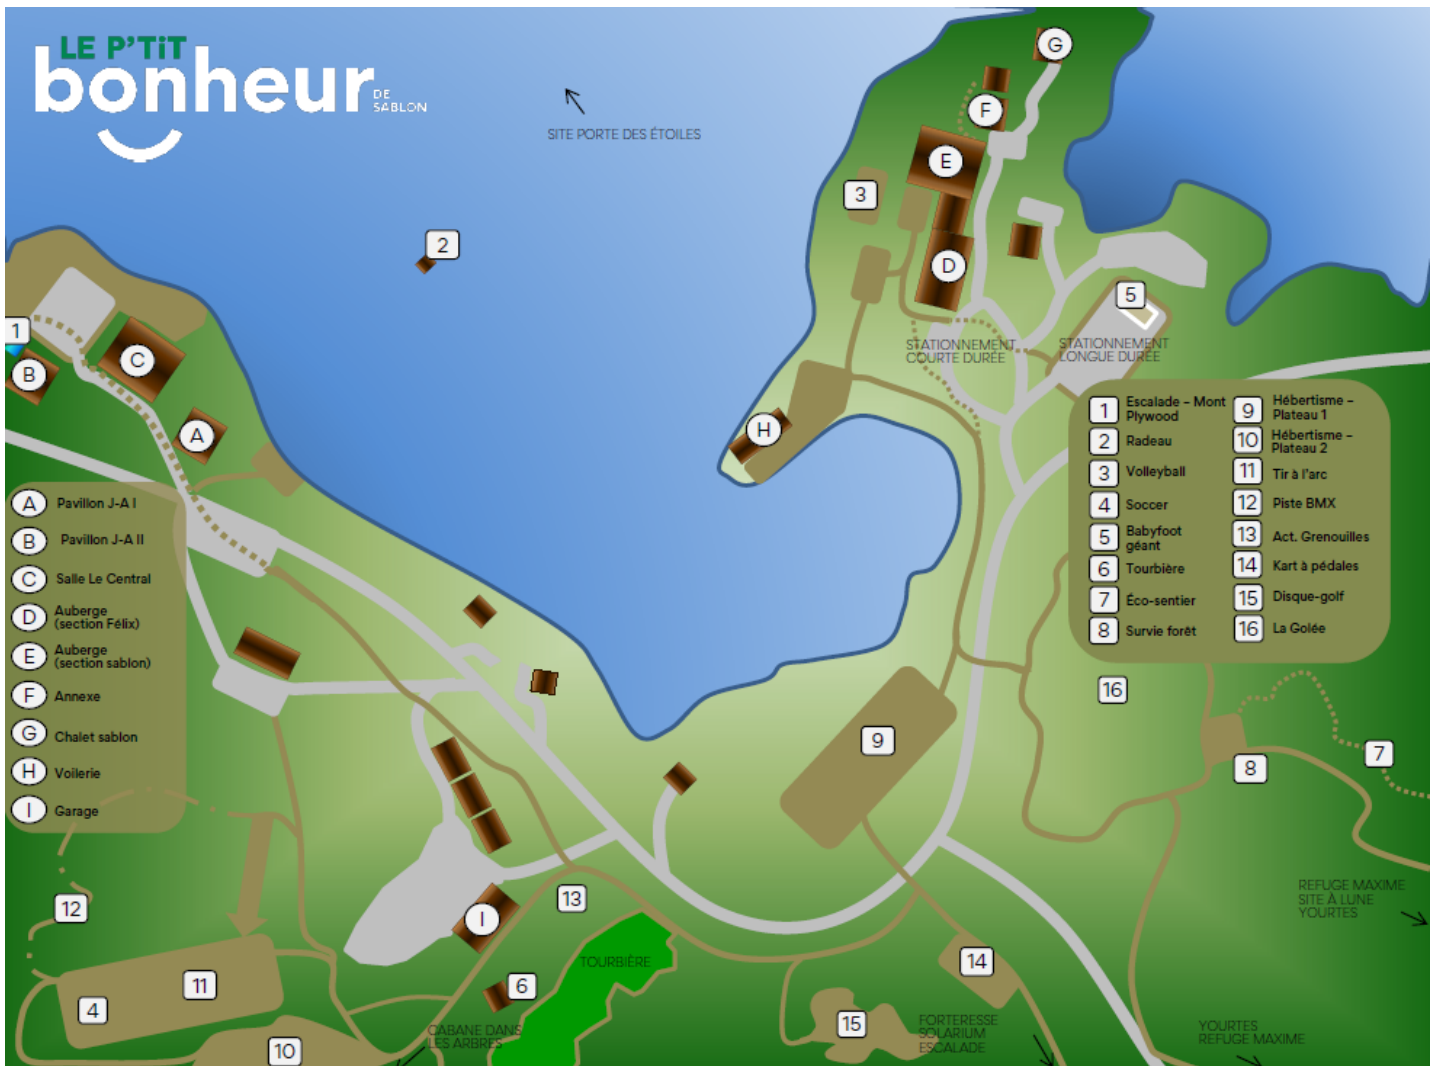 LE P'TiT
bonheur DE
SABLON
SITE PORTE DES ÉTOILES
G
F
E
3
2
D
5
1
STATIONNEMENT
COURTE DURÉE
STATIONNEMENT
LONGUE DURÉE
C
B
A
H
1 Escalade – Mont
Plywood
2 Radeau
3 Volleyball
4 Soccer
5 Babyfoot
géant
6 Tourbière
7 Éco-sentier
8 Survie forêt
9 Hébertisme –
Plateau 1
10 Hébertisme –
Plateau 2
11 Tir à l'arc
12 Piste BMX
13 Act. Grenouilles
14 Kart à pédales
15 Disque-golf
16 La Golée
A Pavillon J-A I
B Pavillon J-A II
C Salle Le Central
D Auberge
(section Félix)
E Auberge
(section sablon)
F Annexe
G Chalet sablon
H Voilerie
I Garage
16
9
7
8
12
13
I
REFUGE MAXIME
SITE À LUNE
YOURTES
TOURBIÈRE
14
6
11
4
15
10
CABANE DANS
LES ARBRES
FORTERESSE
SOLARIUM
ESCALADE
YOURTES
REFUGE MAXIME